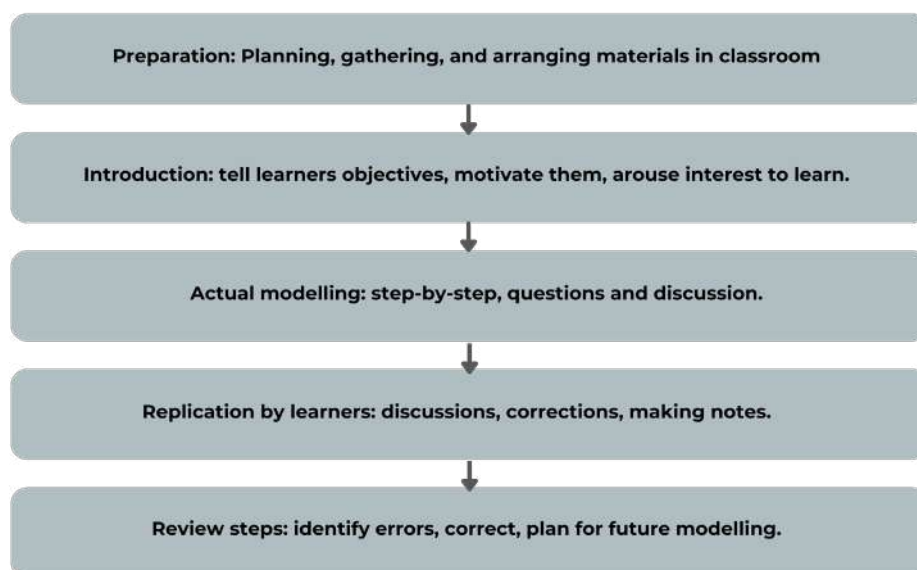 Preparation: Planning, gathering, and arranging materials in classroom
Introduction: tell learners objectives, motivate them, arouse interest to learn.
Actual modelling: step-by-step, questions and discussion.
Replication by learners: discussions, corrections, making notes.
Review steps: identify errors, correct, plan for future modelling.